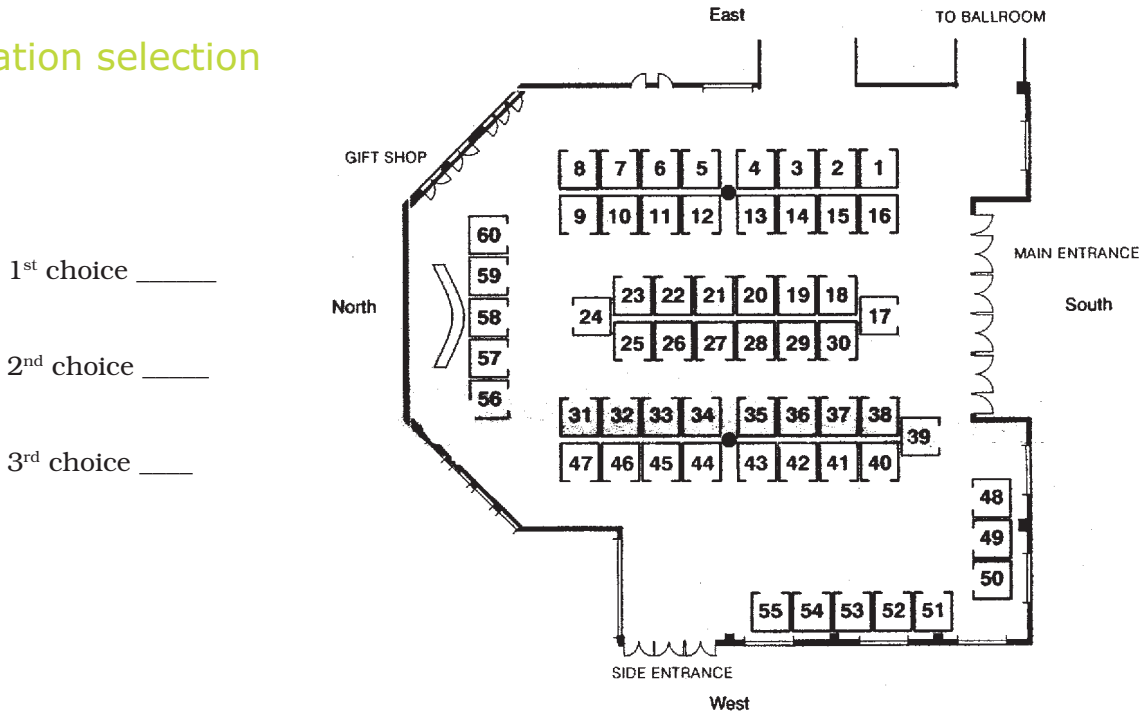 East
TO BALLROOM
ation selection
GIFT SHOP
8 7 6 5 4 3 2 1
9 10 11 12 13 14 15 16
60
59
58
57
56
1st choice _____
MAIN ENTRANCE
North
South
23 22 21 20 19 18
24 17
25 26 27 28 29 30
2nd choice _____
31 32 33 34 35 36 37 38
39
47 46 45 44 43 42 41 40
3rd choice ____
48
49
50
55 54 53 52 51
SIDE ENTRANCE
West